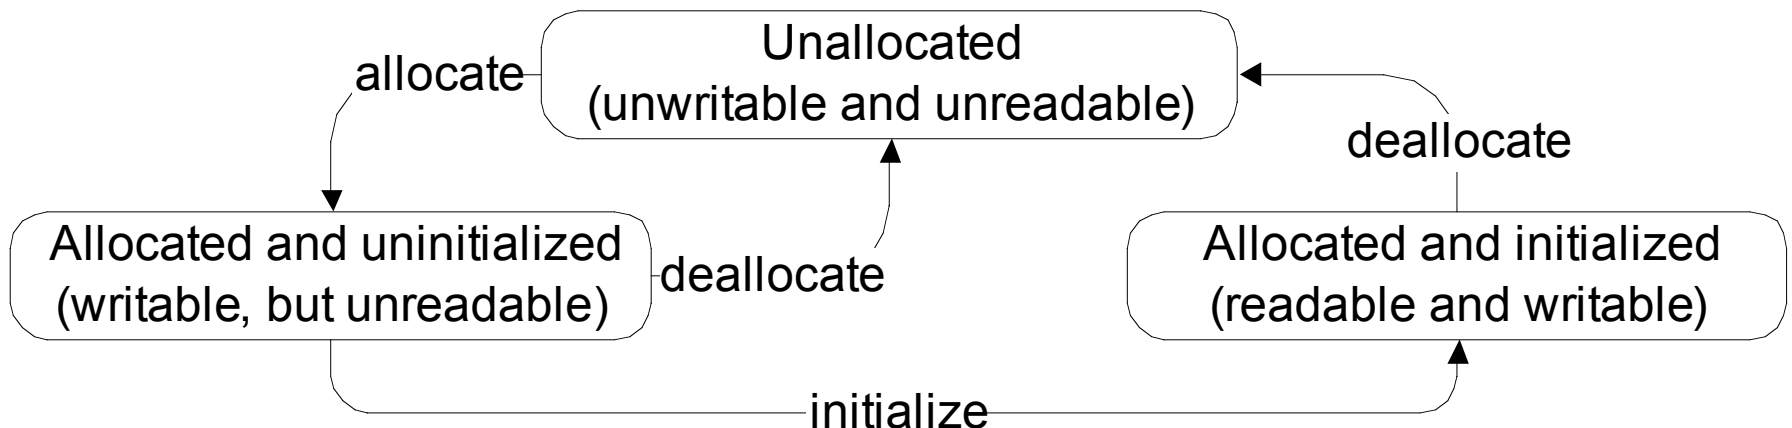 Unallocated
(unwritable and unreadable)
allocate
deallocate
Allocated and uninitialized
(writable, but unreadable)
deallocate
Allocated and initialized
(readable and writable)
initialize